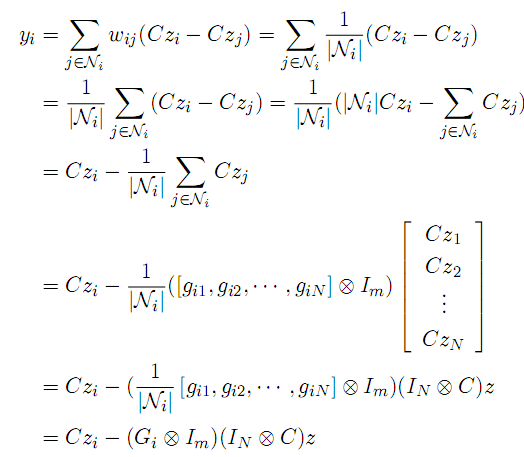 y_i = \sum_{j \in \mathcal{N}_i} w_{ij}(Cz_i - Cz_j) = \sum_{j \in \mathcal{N}_i} \frac{1}{|\mathcal{N}_i|}(Cz_i - Cz_j)
= \frac{1}{|\mathcal{N}_i|} \sum_{j \in \mathcal{N}_i} (Cz_i - Cz_j) = \frac{1}{|\mathcal{N}_i|}(|\mathcal{N}_i|Cz_i - \sum_{j \in \mathcal{N}_i} Cz_j)
= Cz_i - \frac{1}{|\mathcal{N}_i|} \sum_{j \in \mathcal{N}_i} Cz_j
= Cz_i - \frac{1}{|\mathcal{N}_i|}([g_{i1}, g_{i2}, \cdots, g_{iN}] \otimes I_m) \begin{bmatrix} Cz_1 \\ Cz_2 \\ \vdots \\ Cz_N \end{bmatrix}
= Cz_i - (\frac{1}{|\mathcal{N}_i|} [g_{i1}, g_{i2}, \cdots, g_{iN}] \otimes I_m)(I_N \otimes C)z
= Cz_i - (G_i \otimes I_m)(I_N \otimes C)z